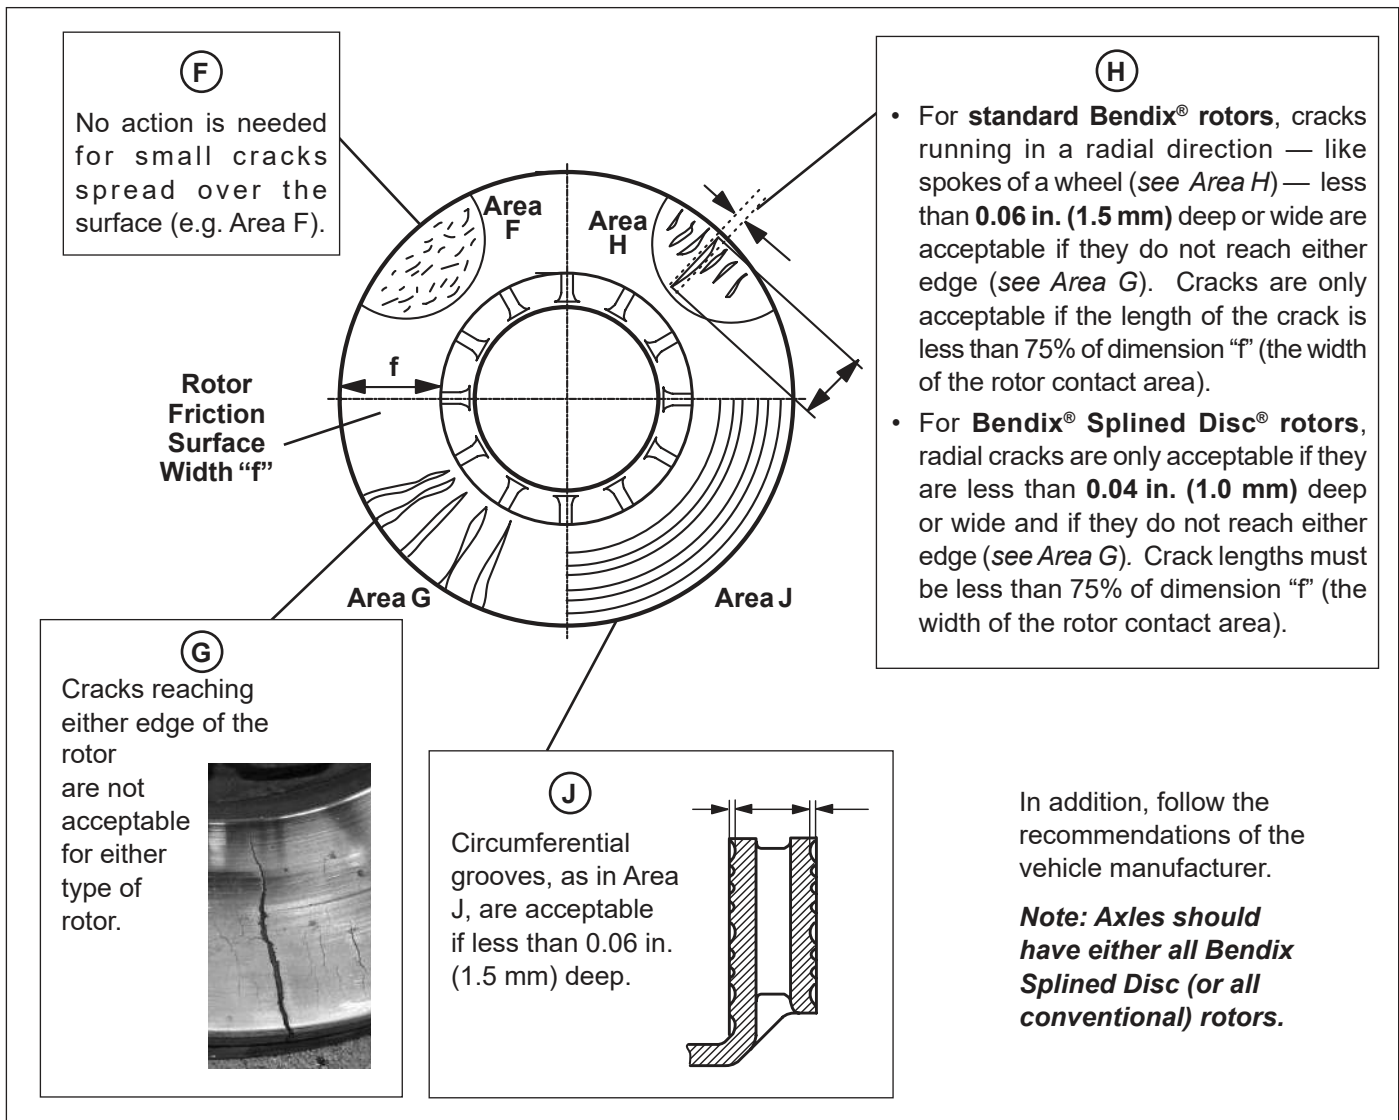 F
No action is needed
for small cracks
spread over the
surface (e.g. Area F).
Area
F
Area
H
f
Rotor
Friction
Surface
Width “f”
Area G
Area J
H
• For standard Bendix® rotors, cracks
running in a radial direction — like
spokes of a wheel (see Area H) — less
than 0.06 in. (1.5 mm) deep or wide are
acceptable if they do not reach either
edge (see Area G). Cracks are only
acceptable if the length of the crack is
less than 75% of dimension “f” (the width
of the rotor contact area).
• For Bendix® Splined Disc® rotors,
radial cracks are only acceptable if they
are less than 0.04 in. (1.0 mm) deep
or wide and if they do not reach either
edge (see Area G). Crack lengths must
be less than 75% of dimension “f” (the
width of the rotor contact area).
G
Cracks reaching
either edge of the
rotor
are not
acceptable
for either
type of
rotor.
J
Circumferential
grooves, as in Area
J, are acceptable
if less than 0.06 in.
(1.5 mm) deep.
In addition, follow the
recommendations of the
vehicle manufacturer.
Note: Axles should
have either all Bendix
Splined Disc (or all
conventional) rotors.